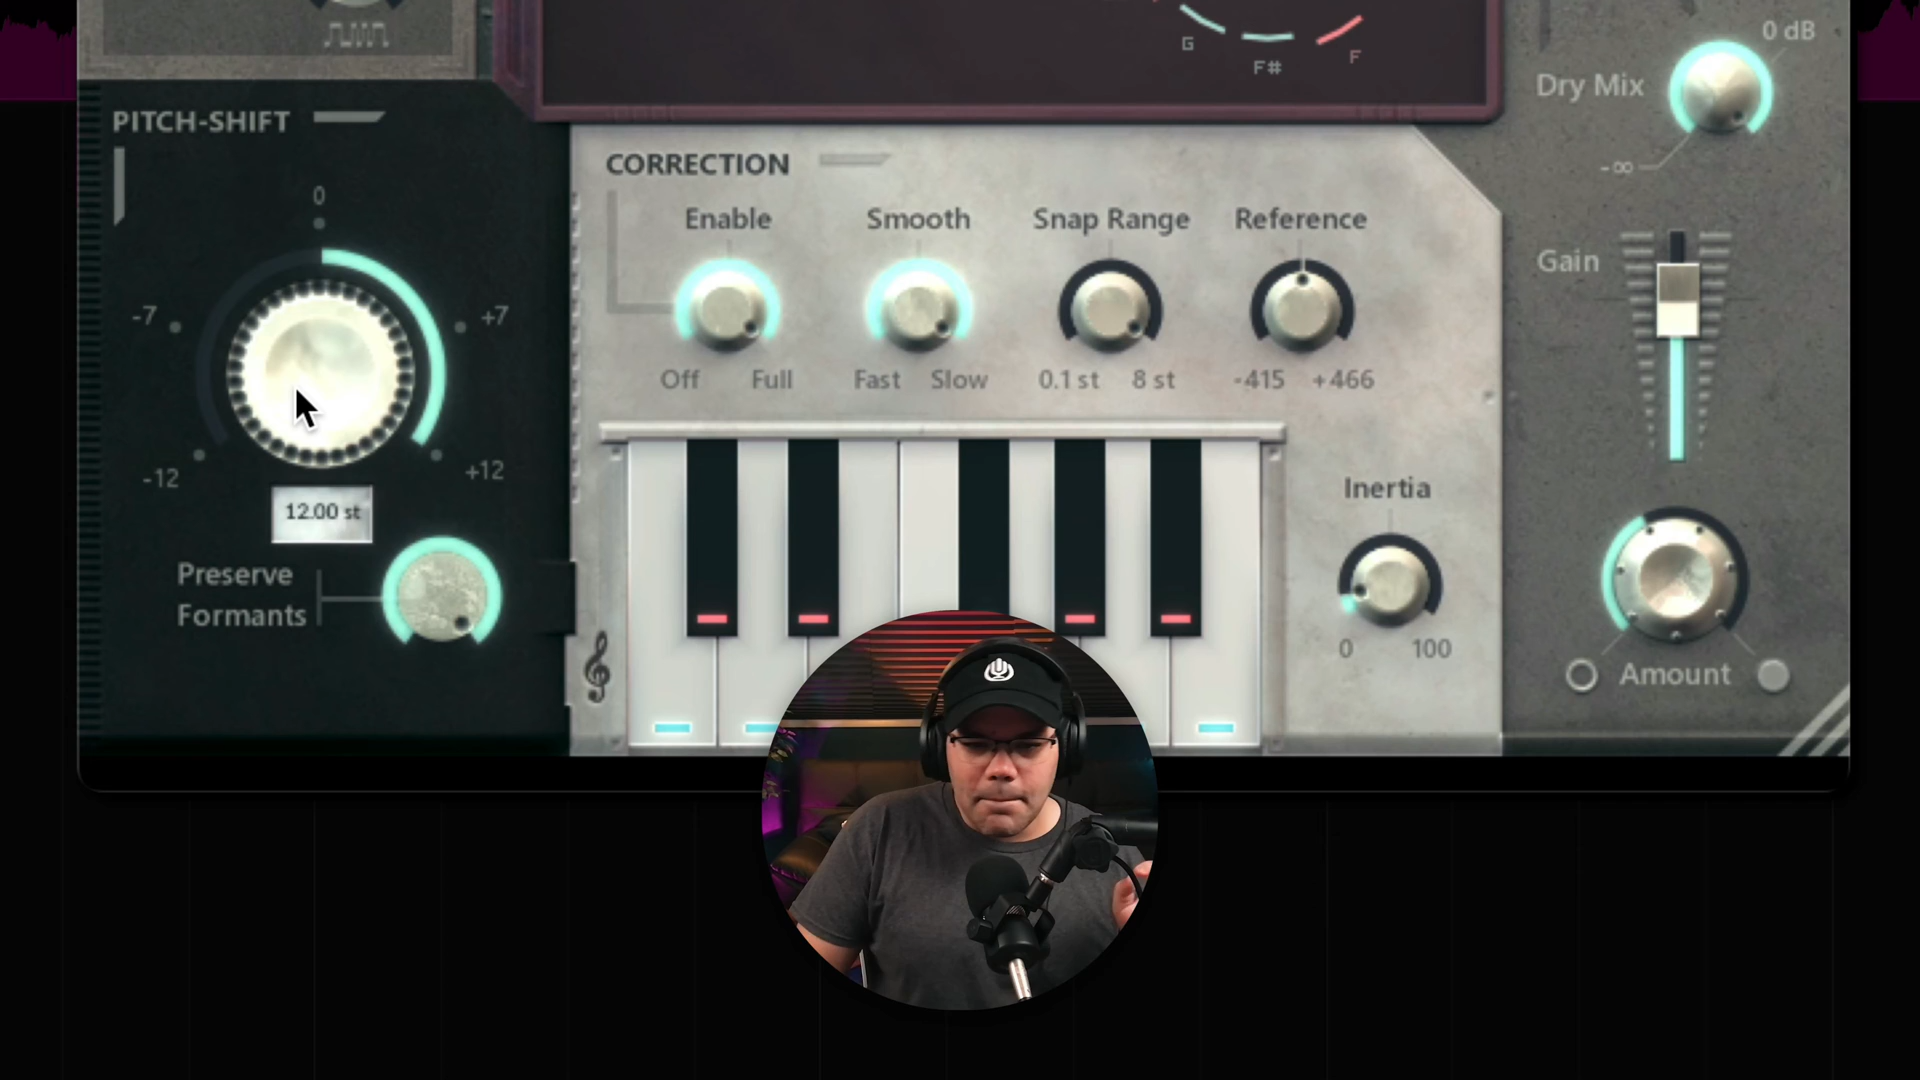 G
F#
F
0 dB
Dry Mix
-∞
PITCH-SHIFT
0
-7
+7
-12
+12
12.00 st
Preserve
Formants
CORRECTION
Enable
Smooth
Snap Range
Reference
Off
Full
Fast
Slow
0.1 st
8 st
-415
+466
Inertia
0
100
Gain
Amount